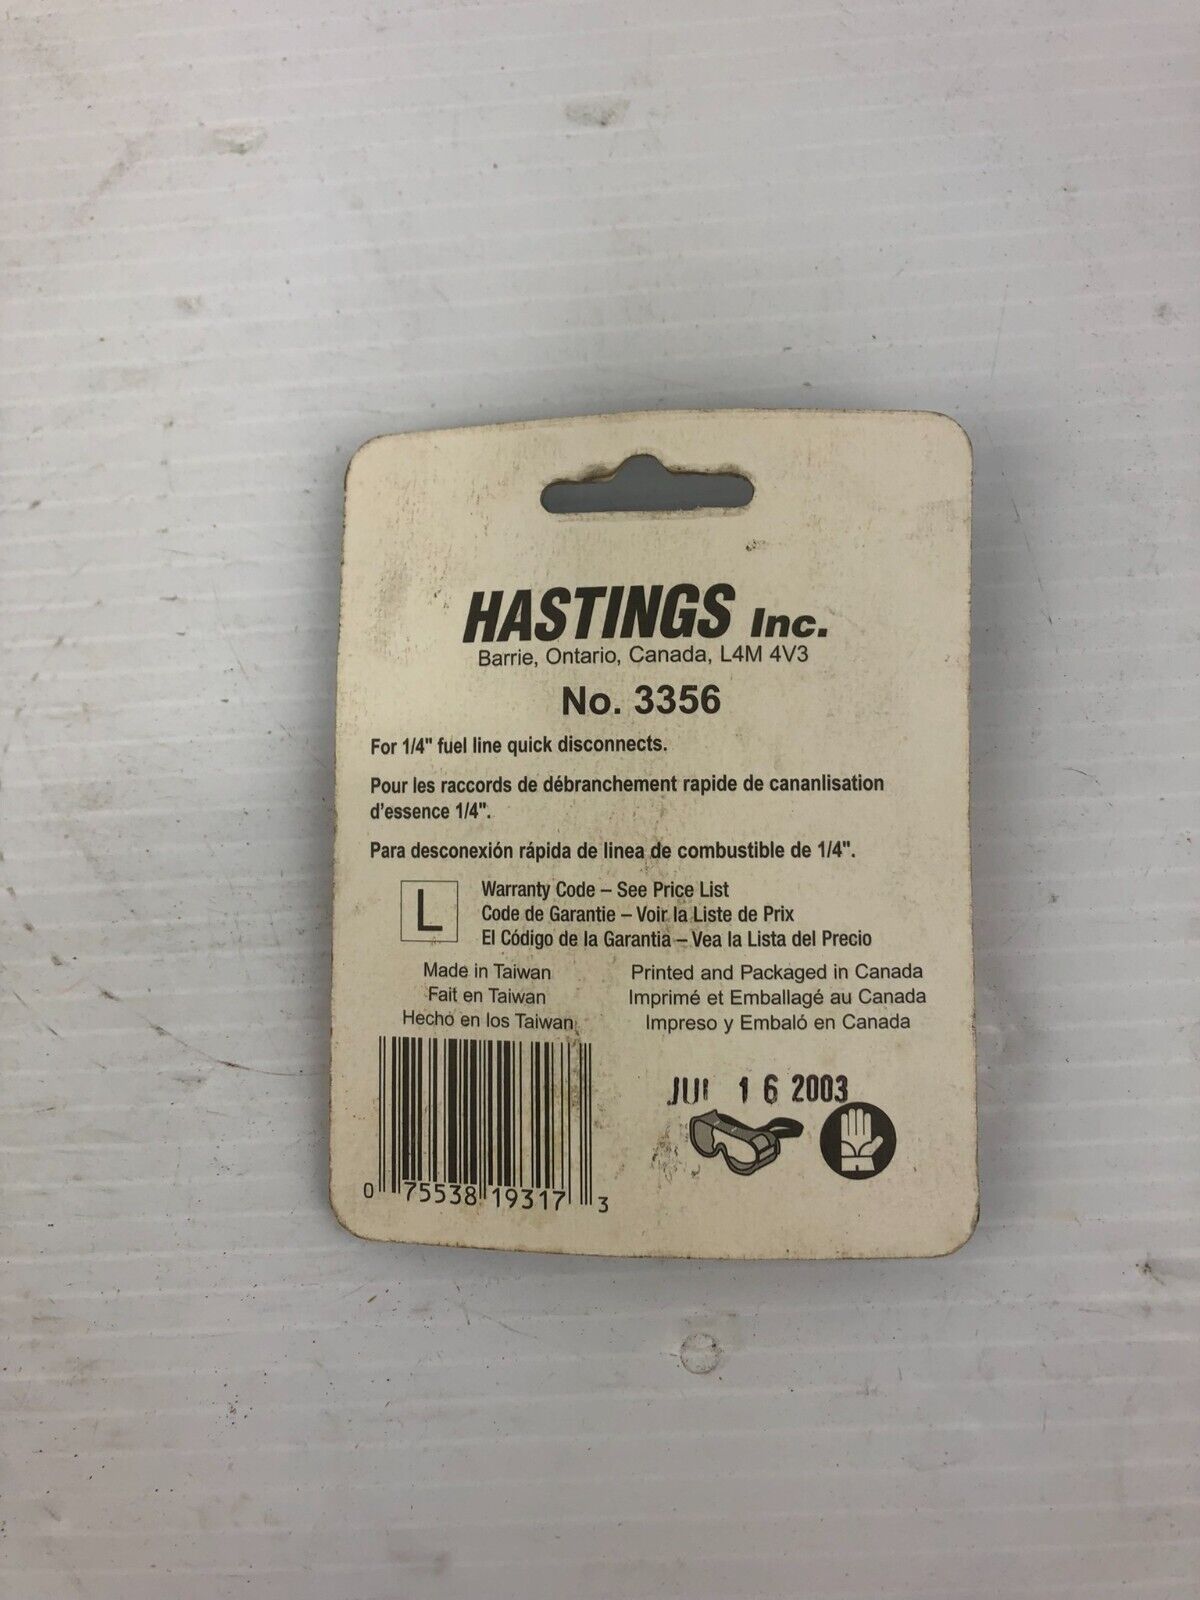 HASTINGS Inc.
Barrie, Ontario, Canada, L4M 4V3
No. 3356
For 1/4" fuel line quick disconnects.
Pour les raccords de débranchement rapide de cananlisation
d'essence 1/4".
Para desconexión rápida de linea de combustible de 1/4".
L
Warranty Code – See Price List
Code de Garantie – Voir la Liste de Prix
El Código de la Garantia – Vea la Lista del Precio
Made in Taiwan
Fait en Taiwan
Hecho en los Taiwan
Printed and Packaged in Canada
Imprimé et Emballagé au Canada
Impreso y Embaló en Canada
JUL 16 2003
0 75538 19317 3